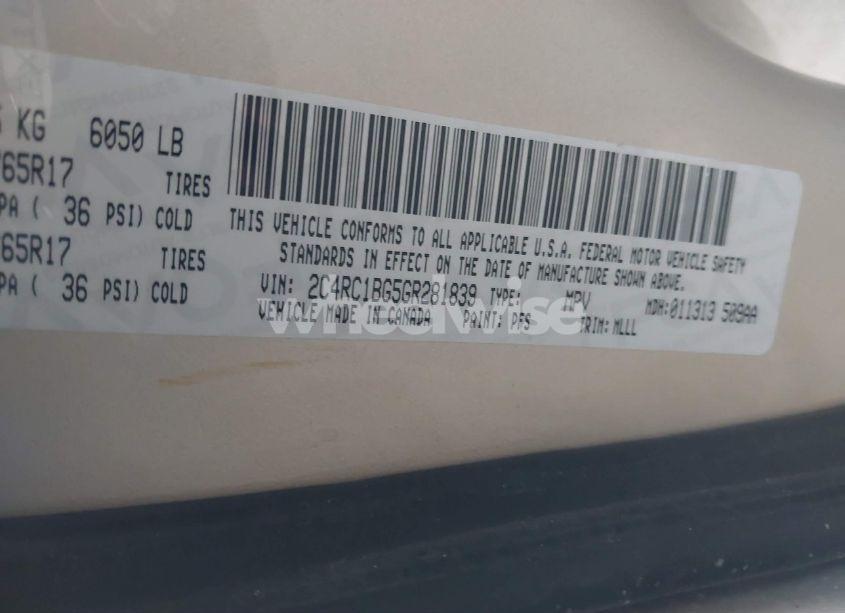 KG 6050 LB
65R17 TIRES
PA ( 36 PSI) COLD
65R17 TIRES
PA ( 36 PSI) COLD
THIS VEHICLE CONFORMS TO ALL APPLICABLE U.S.A. FEDERAL MOTOR VEHICLE SAFETY
STANDARDS IN EFFECT ON THE DATE OF MANUFACTURE SHOWN ABOVE.
VIN: 2C4RC1BG5GR281839 TYPE: MPV MDH:011313 509AA
VEHICLE MADE IN CANADA PAINT: PFS TRIM: MLLL
wheelwise